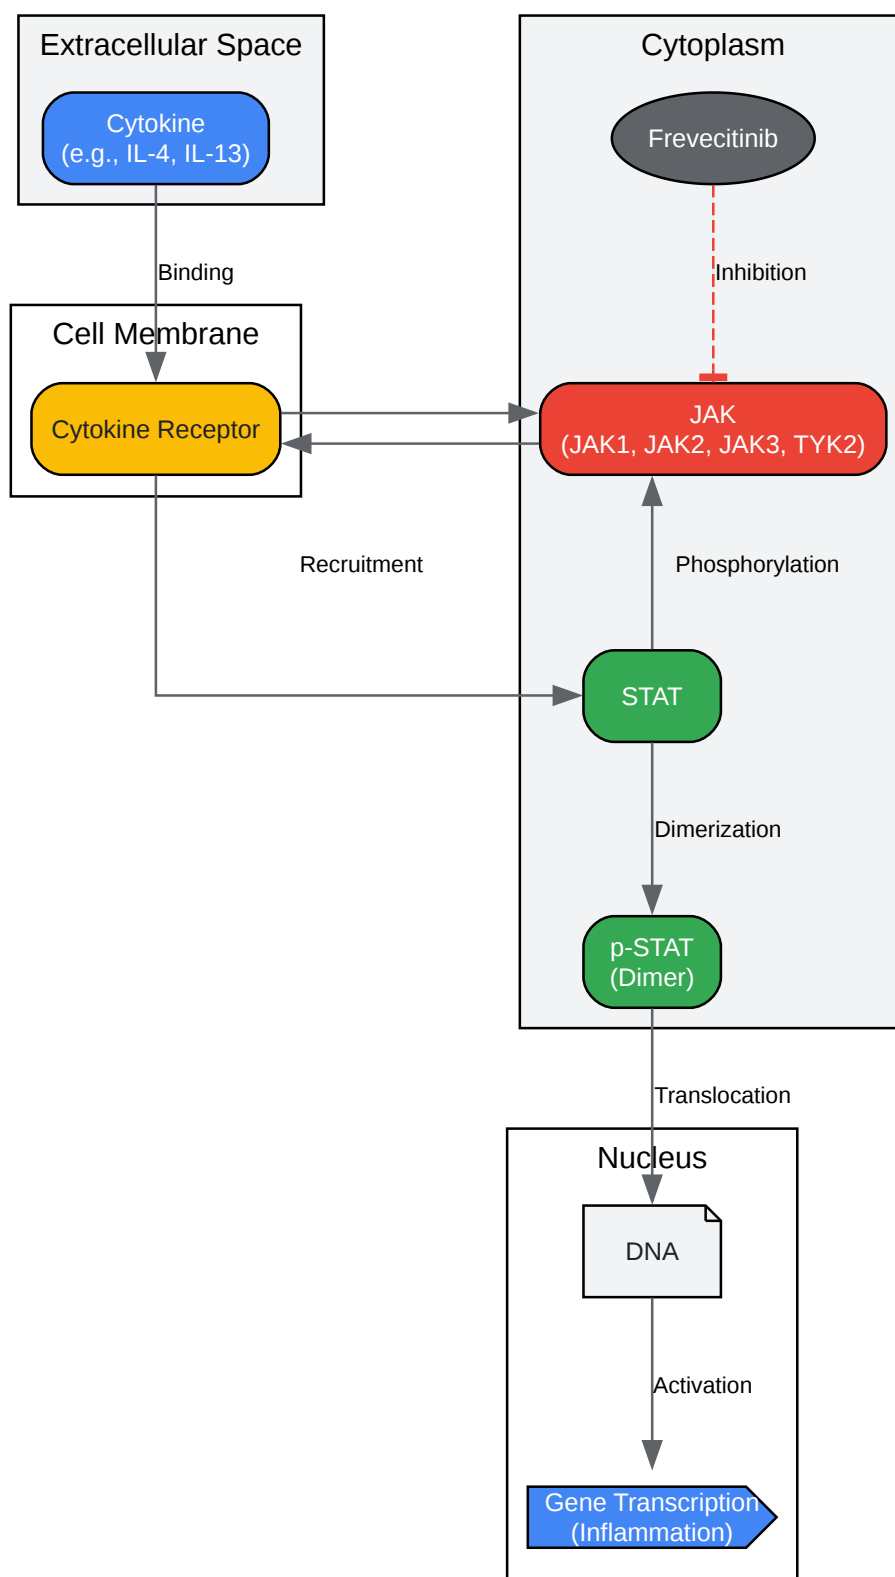 Extracellular Space
Cytoplasm
Cytokine
(e.g., IL-4, IL-13)
Frevecitinib
Binding
Inhibition
Cell Membrane
Cytokine Receptor
JAK
(JAK1, JAK2, JAK3, TYK2)
Recruitment
Phosphorylation
STAT
Dimerization
p-STAT
(Dimer)
Translocation
Nucleus
DNA
Activation
Gene Transcription
(Inflammation)